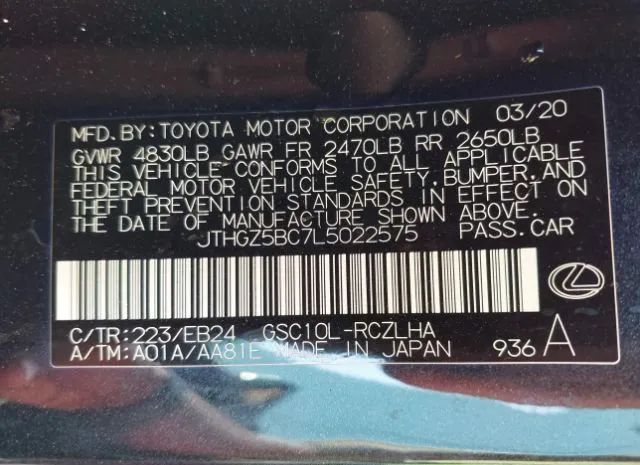 MFD.BY:TOYOTA MOTOR CORPORATION 03/20
GVWR 4830LB GAWR FR 2470LB RR 2650LB
THIS VEHICLE CONFORMS TO ALL APPLICABLE
FEDERAL MOTOR VEHICLE SAFETY,BUMPER,AND
THEFT PREVENTION STANDARDS IN EFFECT ON
THE DATE OF MANUFACTURE SHOWN ABOVE.
JTHGZ5BC7L5022575 PASS.CAR
C/TR:223/EB24 GSC10L-RCZLHA
A/TM:A01A/AA81E MADE IN JAPAN 936 A